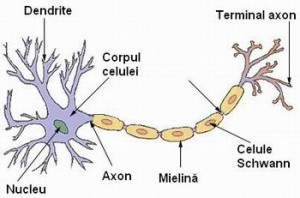 Dendrite
Terminal axon
Corpul
celulei
Celule
Schwann
Axon
Mielină
Nucleu